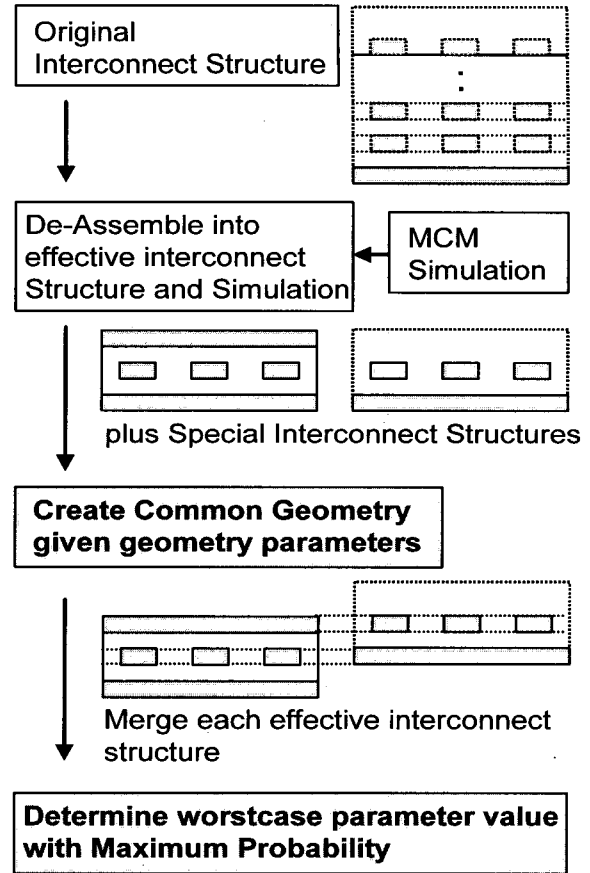 Original
Interconnect Structure
De-Assemble into
effective interconnect
Structure and Simulation
MCM
Simulation
plus Special Interconnect Structures
Create Common Geometry
given geometry parameters
Merge each effective interconnect
structure
Determine worstcase parameter value
with Maximum Probability